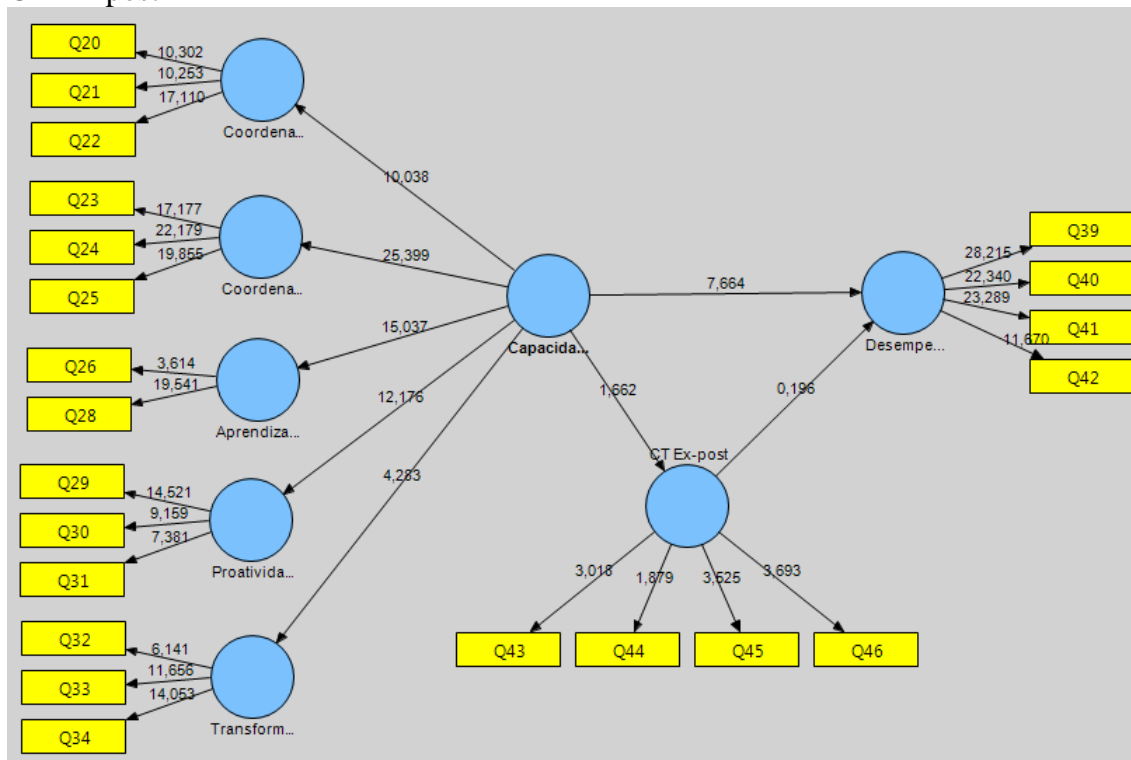 Q20
10,302
Q21
10,253
Q22
17,110
Coordena...
10,038
Q23
17,177
Q24
22,179
Q25
19,855
Coordena...
25,399
Q26
3,614
Q28
19,541
Aprendiza...
15,037
Q29
14,521
Q30
9,159
Q31
7,381
Proativida...
12,176
Q32
6,141
Q33
11,656
Q34
14,053
Transform...
4,283
Capacida...
7,664
1,662
0,196
Desempe...
28,215
Q39
22,340
Q40
23,289
Q41
11,670
Q42
CT Ex-post
3,018
1,879
3,525
3,693
Q43
Q44
Q45
Q46